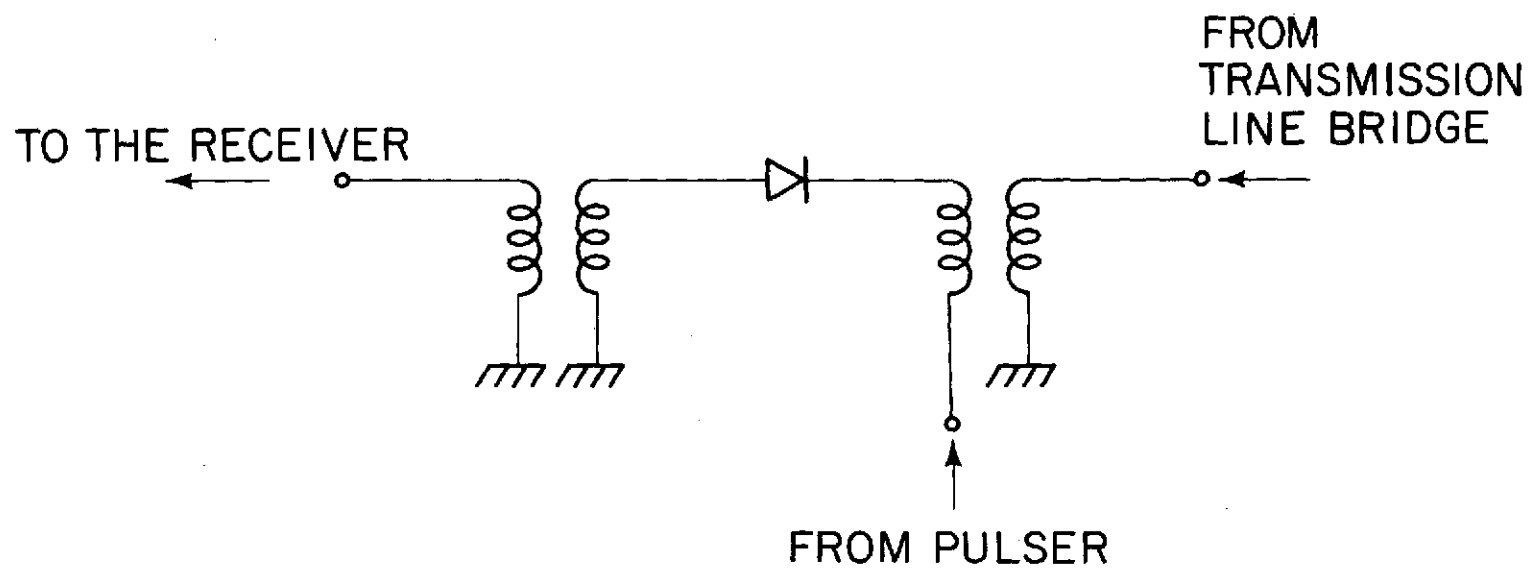 FROM
TRANSMISSION
LINE BRIDGE
TO THE RECEIVER
FROM PULSER